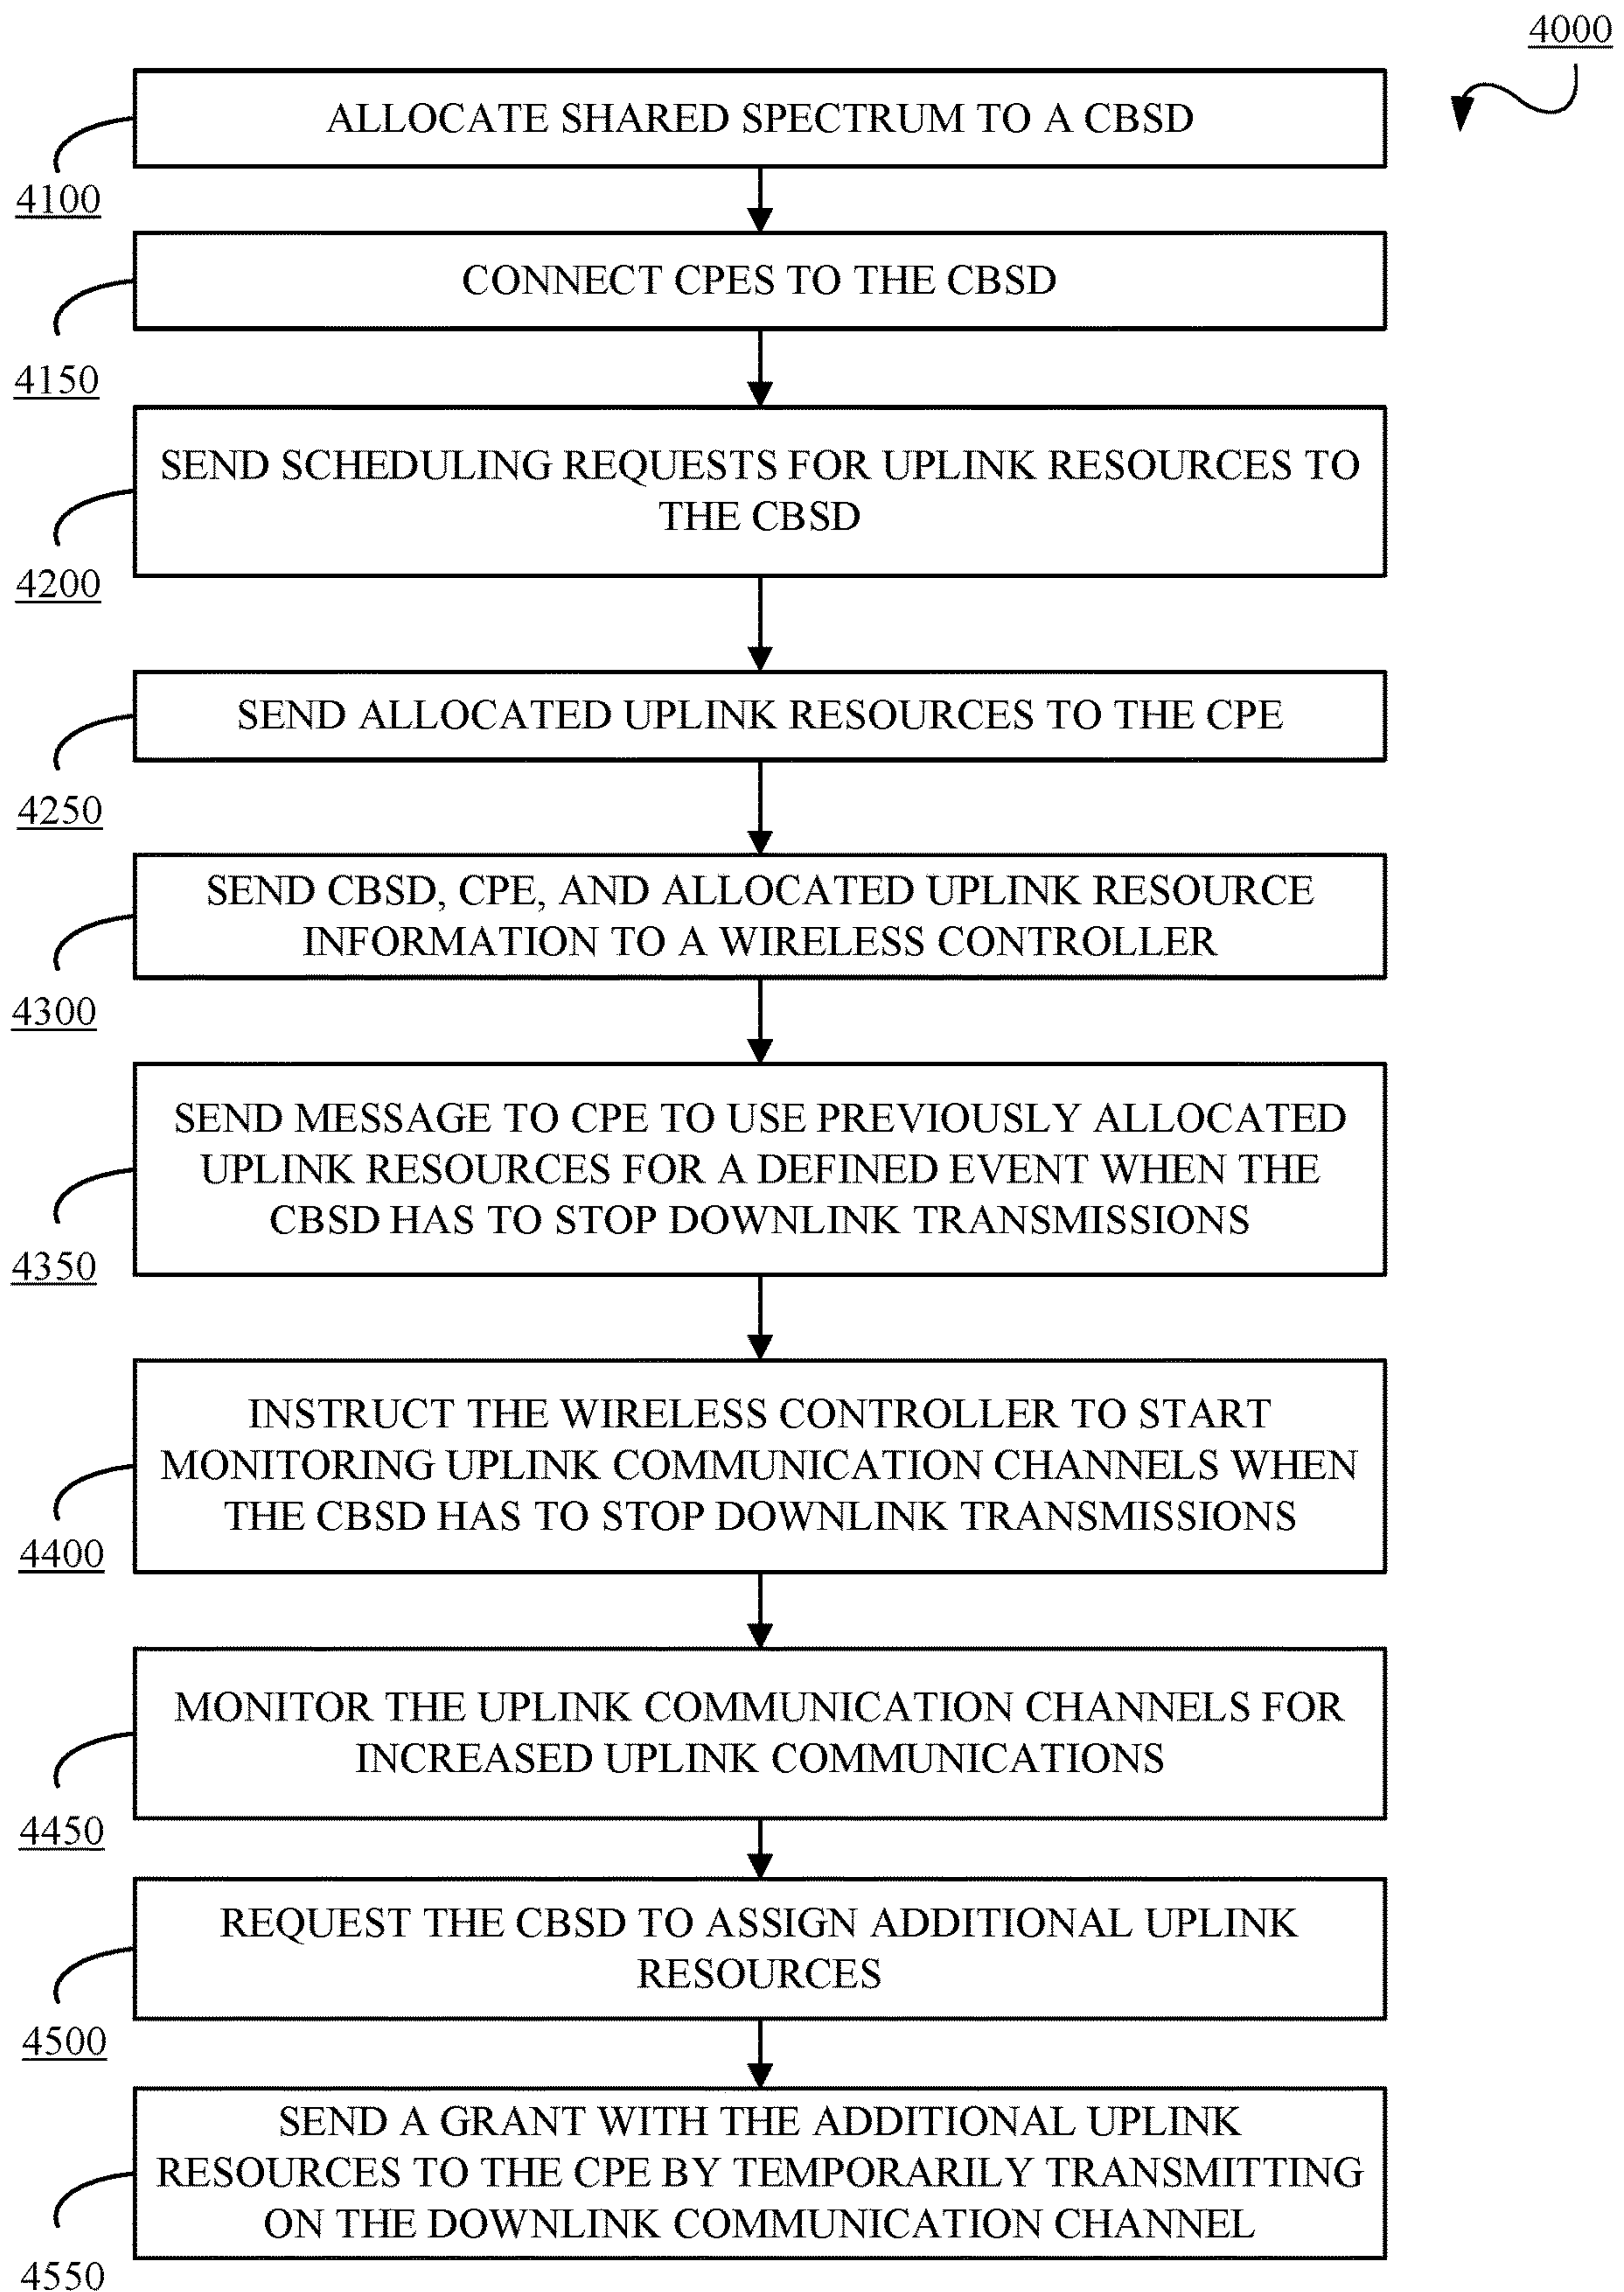 4000
ALLOCATE SHARED SPECTRUM TO A CBSD
4100
CONNECT CPES TO THE CBSD
4150
SEND SCHEDULING REQUESTS FOR UPLINK RESOURCES TO
THE CBSD
4200
SEND ALLOCATED UPLINK RESOURCES TO THE CPE
4250
SEND CBSD, CPE, AND ALLOCATED UPLINK RESOURCE
INFORMATION TO A WIRELESS CONTROLLER
4300
SEND MESSAGE TO CPE TO USE PREVIOUSLY ALLOCATED
UPLINK RESOURCES FOR A DEFINED EVENT WHEN THE
CBSD HAS TO STOP DOWNLINK TRANSMISSIONS
4350
INSTRUCT THE WIRELESS CONTROLLER TO START
MONITORING UPLINK COMMUNICATION CHANNELS WHEN
THE CBSD HAS TO STOP DOWNLINK TRANSMISSIONS
4400
MONITOR THE UPLINK COMMUNICATION CHANNELS FOR
INCREASED UPLINK COMMUNICATIONS
4450
REQUEST THE CBSD TO ASSIGN ADDITIONAL UPLINK
RESOURCES
4500
SEND A GRANT WITH THE ADDITIONAL UPLINK
RESOURCES TO THE CPE BY TEMPORARILY TRANSMITTING
ON THE DOWNLINK COMMUNICATION CHANNEL
4550